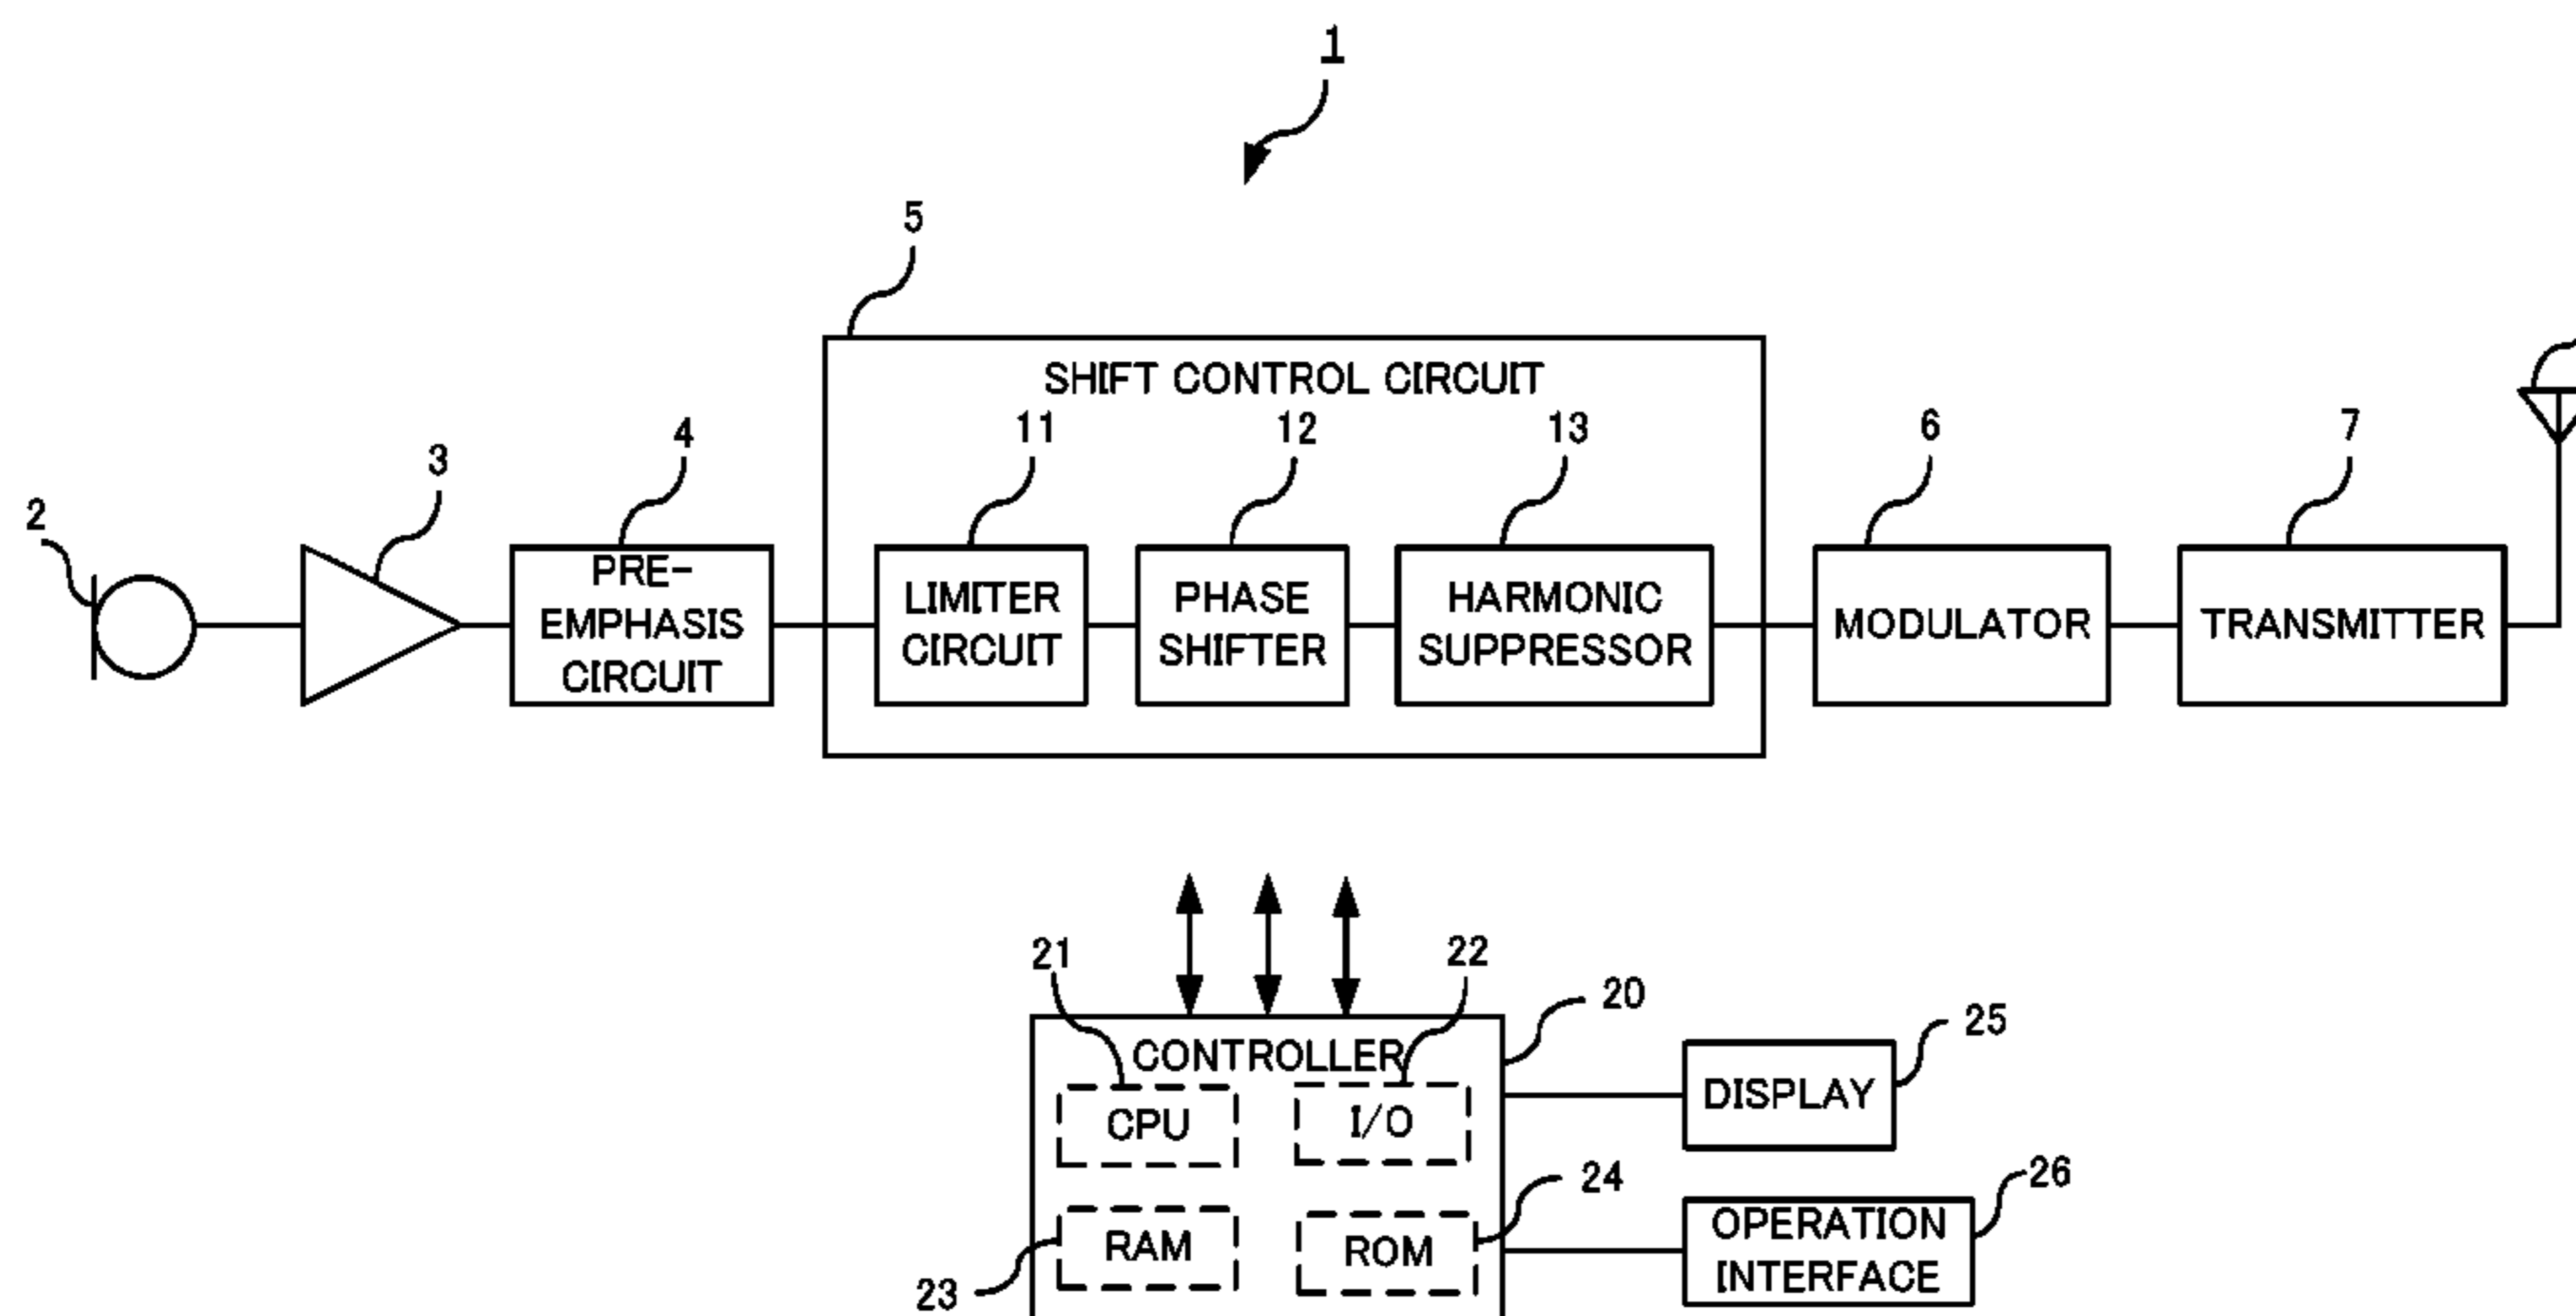 1
5
SHIFT CONTROL CIRCUIT
2
3
4
11
12
13
6
7
PRE-
EMPHASIS
CIRCUIT
LIMITER
CIRCUIT
PHASE
SHIFTER
HARMONIC
SUPPRESSOR
MODULATOR
TRANSMITTER
21
22
20
25
CONTROLLER
CPU
I/O
DISPLAY
23
RAM
24
ROM
26
OPERATION
INTERFACE